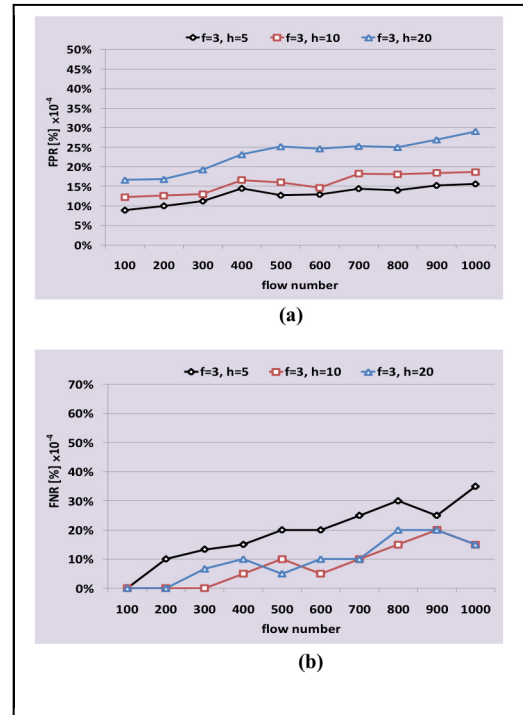 f=3, h=5 f=3, h=10 f=3, h=20
FPR [%] x10-4
50%
45%
40%
35%
30%
25%
20%
15%
10%
5%
0%
100 200 300 400 500 600 700 800 900 1000
flow number
(a)
f=3, h=5 f=3, h=10 f=3, h=20
FNR [%] x10-4
70%
60%
50%
40%
30%
20%
10%
0%
100 200 300 400 500 600 700 800 900 1000
flow number
(b)